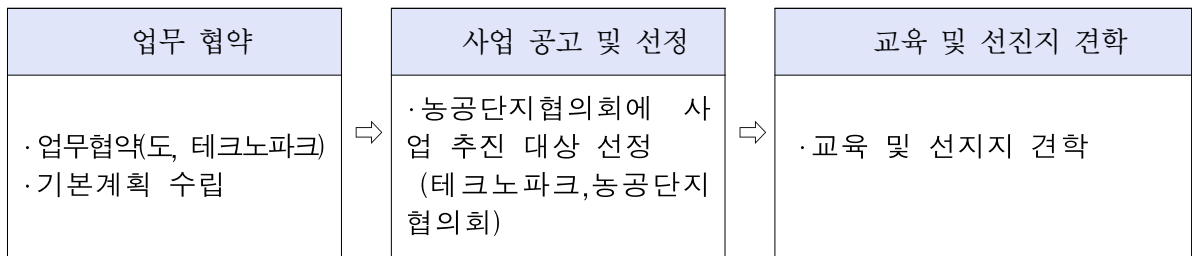 업무 협약
·업무협약(도, 테크노파크)
·기본계획 수립
⇨
사업 공고 및 선정
·농공단지협의회에 사
업 추진 대상 선정
(테크노파크,농공단지
협의회)
⇨
교육 및 선진지 견학
·교육 및 선지지 견학